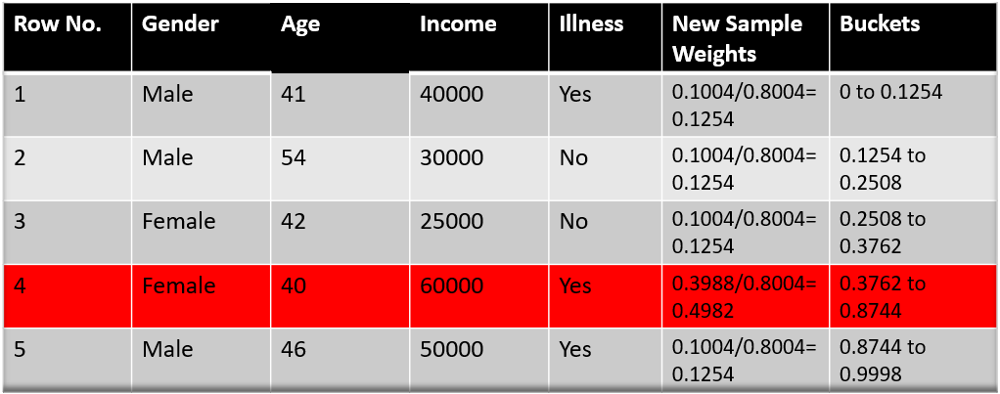 Row No. Gender Age Income Illness New Sample Weights Buckets
1 Male 41 40000 Yes 0.1004/0.8004= 0.1254 0 to 0.1254
2 Male 54 30000 No 0.1004/0.8004= 0.1254 0.1254 to 0.2508
3 Female 42 25000 No 0.1004/0.8004= 0.1254 0.2508 to 0.3762
4 Female 40 60000 Yes 0.3988/0.8004= 0.4982 0.3762 to 0.8744
5 Male 46 50000 Yes 0.1004/0.8004= 0.1254 0.8744 to 0.9998